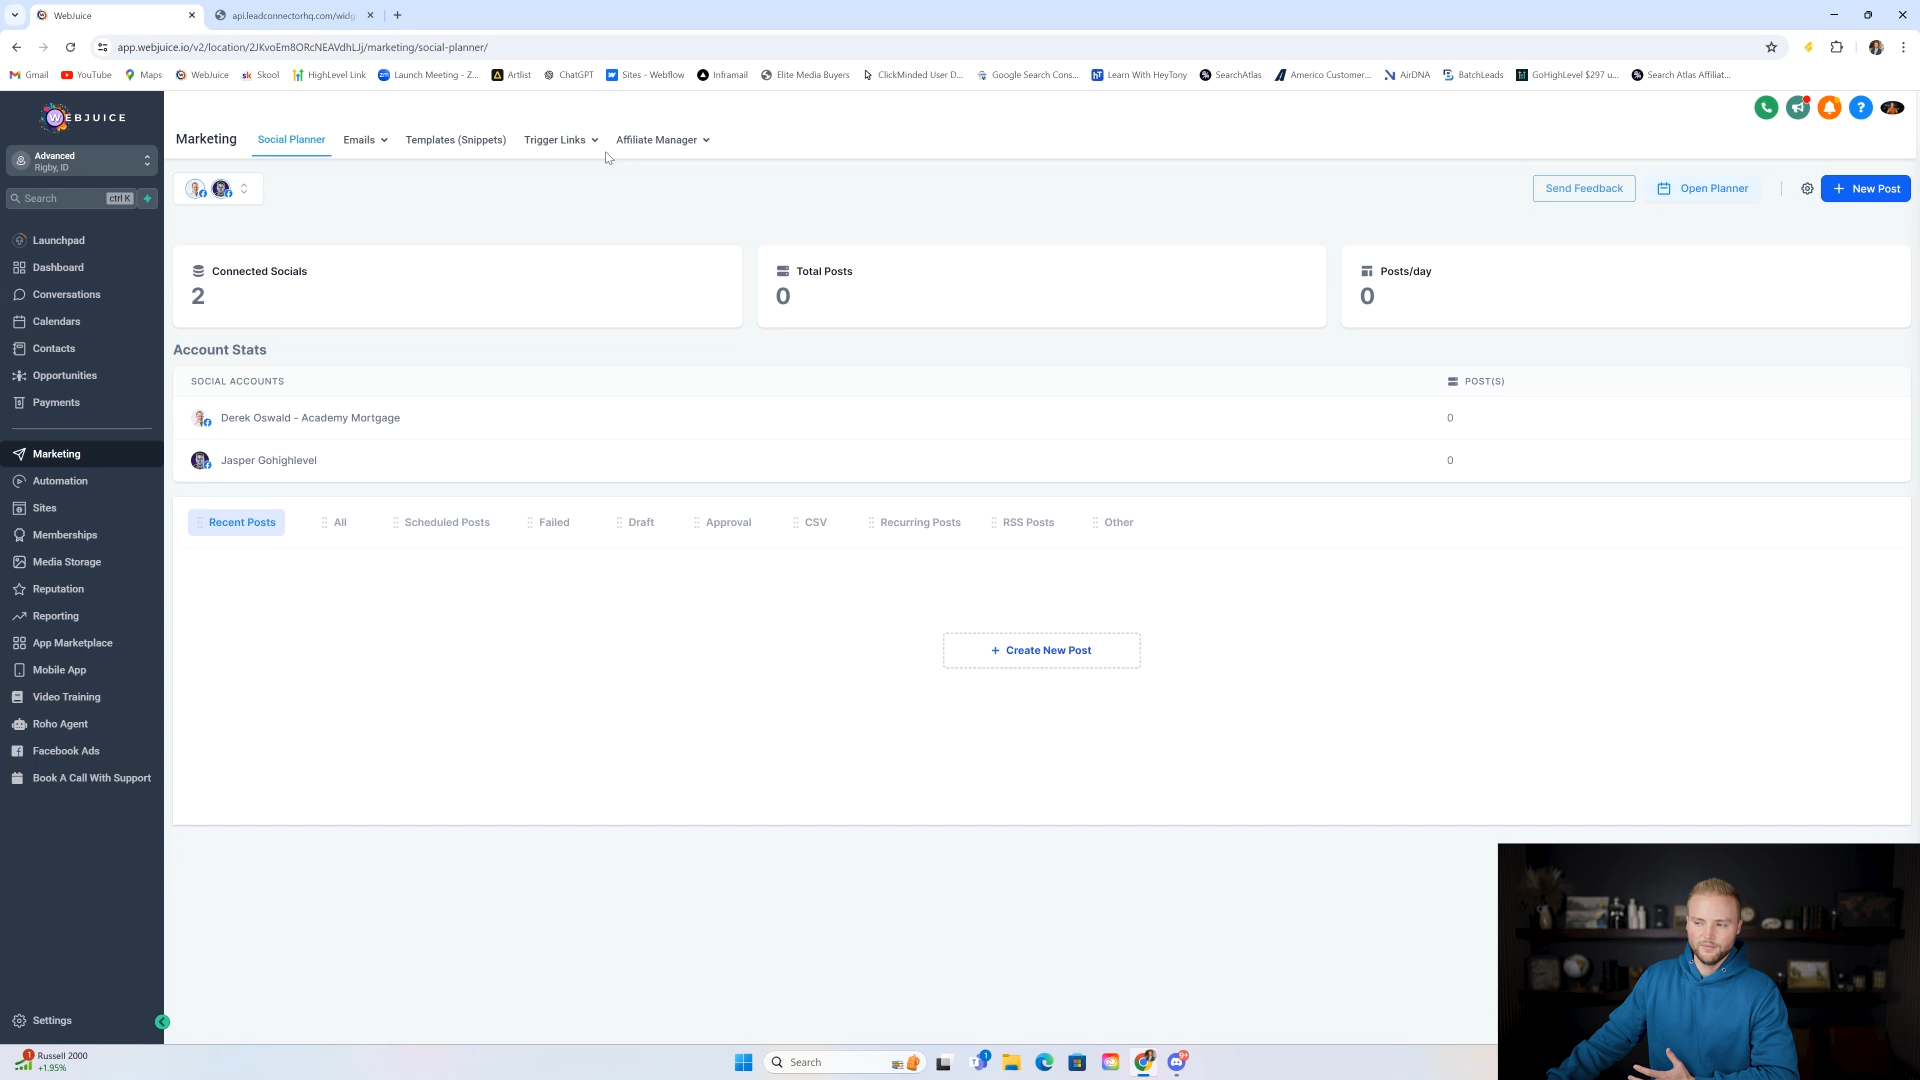 WebJuice
api.leadconnectorhq.com/widg
app.webjuice.io/v2/location/2JKvoEm8ORcNEAVdhLJj/marketing/social-planner/
Gmail YouTube Maps WebJuice Skool HighLevel Link Launch Meeting - Z... Artlist ChatGPT Sites - Webflow Inframail Elite Media Buyers ClickMinded User D... Google Search Cons... Learn With HeyTony SearchAtlas Americo Customer... AirDNA BatchLeads GoHighLevel $297 u... Search Atlas Affiliat...
WEBJUICE
Marketing Social Planner Emails Templates (Snippets) Trigger Links Affiliate Manager
Advanced
Rigby, ID
Search ctrl K
Send Feedback Open Planner + New Post
Launchpad
Dashboard
Conversations
Calendars
Contacts
Opportunities
Payments
Marketing
Automation
Sites
Memberships
Media Storage
Reputation
Reporting
App Marketplace
Mobile App
Video Training
Roho Agent
Facebook Ads
Book A Call With Support
Settings
Connected Socials
2
Total Posts
0
Posts/day
0
Account Stats
SOCIAL ACCOUNTS POST(S)
Derek Oswald - Academy Mortgage 0
Jasper Gohighlevel 0
Recent Posts All Scheduled Posts Failed Draft Approval CSV Recurring Posts RSS Posts Other
+ Create New Post
1
Russell 2000
+1.95%
Search
1
9+